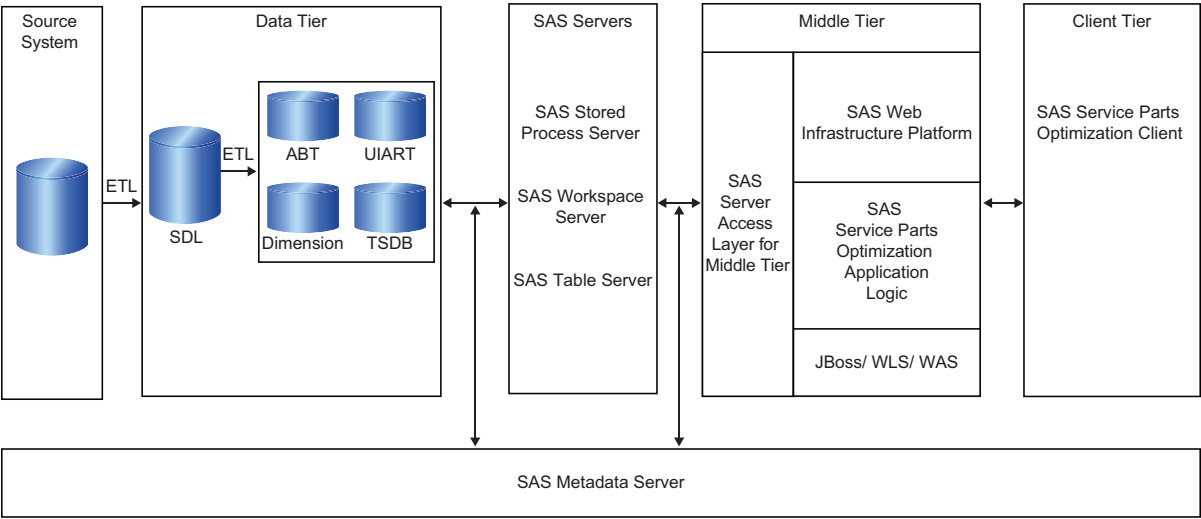 Source
System
ETL
Data Tier
SDL
ETL
ABT
UIART
Dimension
TSDB
SAS Servers
SAS Stored
Process Server
SAS Workspace
Server
SAS Table Server
Middle Tier
SAS
Server
Access
Layer for
Middle Tier
SAS Web
Infrastructure Platform
SAS
Service Parts
Optimization
Application
Logic
JBoss/ WLS/ WAS
Client Tier
SAS Service Parts
Optimization Client
SAS Metadata Server